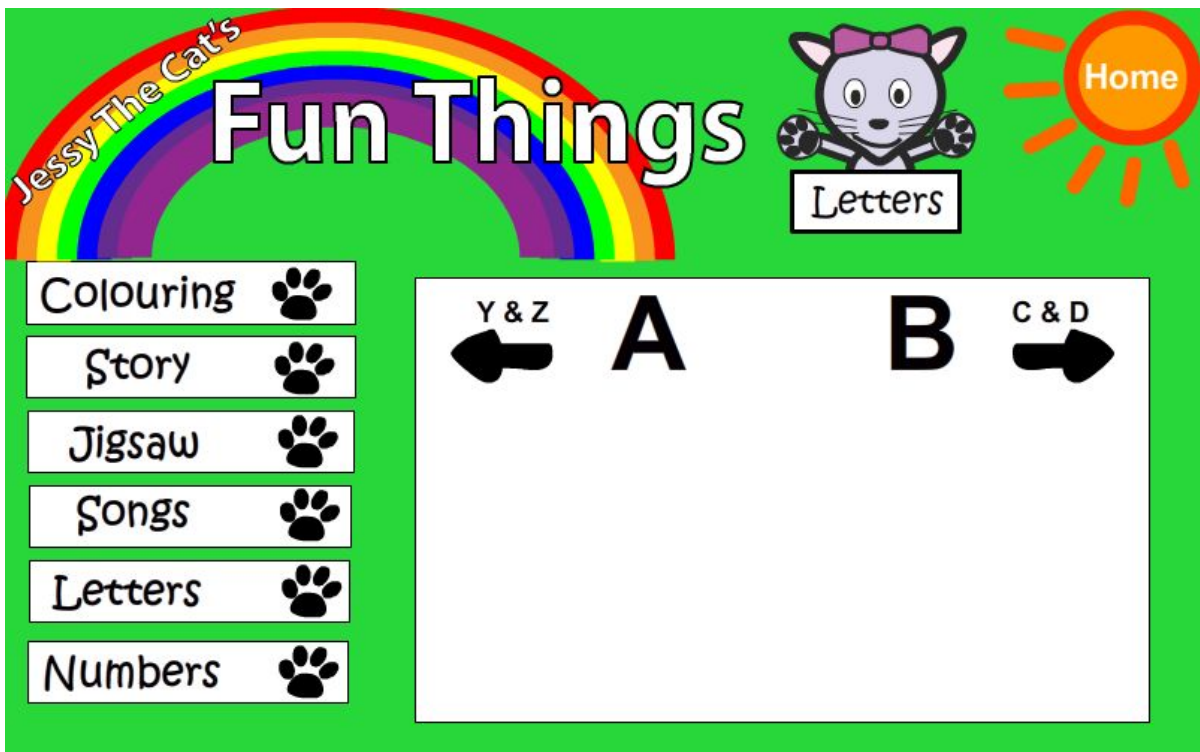 Jessy The Cat's
Fun Things
Home
Letters
Colouring
Story
Jigsaw
Songs
Letters
Numbers
Y & Z
A
B
C & D